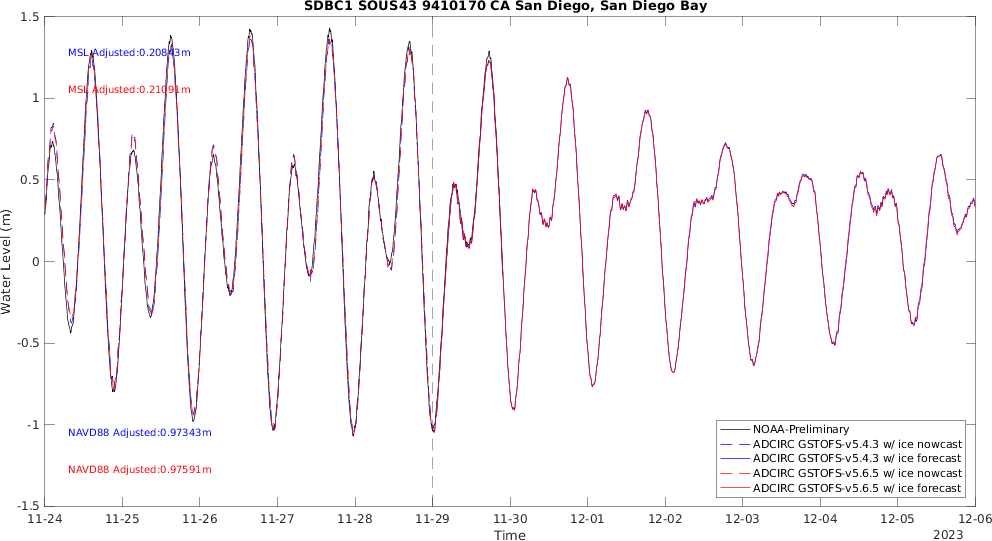 SDBC1 SOUS43 9410170 CA San Diego, San Diego Bay
1.5
MSL Adjusted:0.20843m
MSL Adjusted:0.21091m
1
0.5
Water Level (m)
0
-0.5
-1
NAVD88 Adjusted:0.97343m
NAVD88 Adjusted:0.97591m
NOAA-Preliminary
ADCIRC GSTOFS-v5.4.3 w/ ice nowcast
ADCIRC GSTOFS-v5.4.3 w/ ice forecast
ADCIRC GSTOFS-v5.6.5 w/ ice nowcast
ADCIRC GSTOFS-v5.6.5 w/ ice forecast
-1.5
11-24 11-25 11-26 11-27 11-28 11-29 11-30 12-01 12-02 12-03 12-04 12-05 12-06
Time
2023